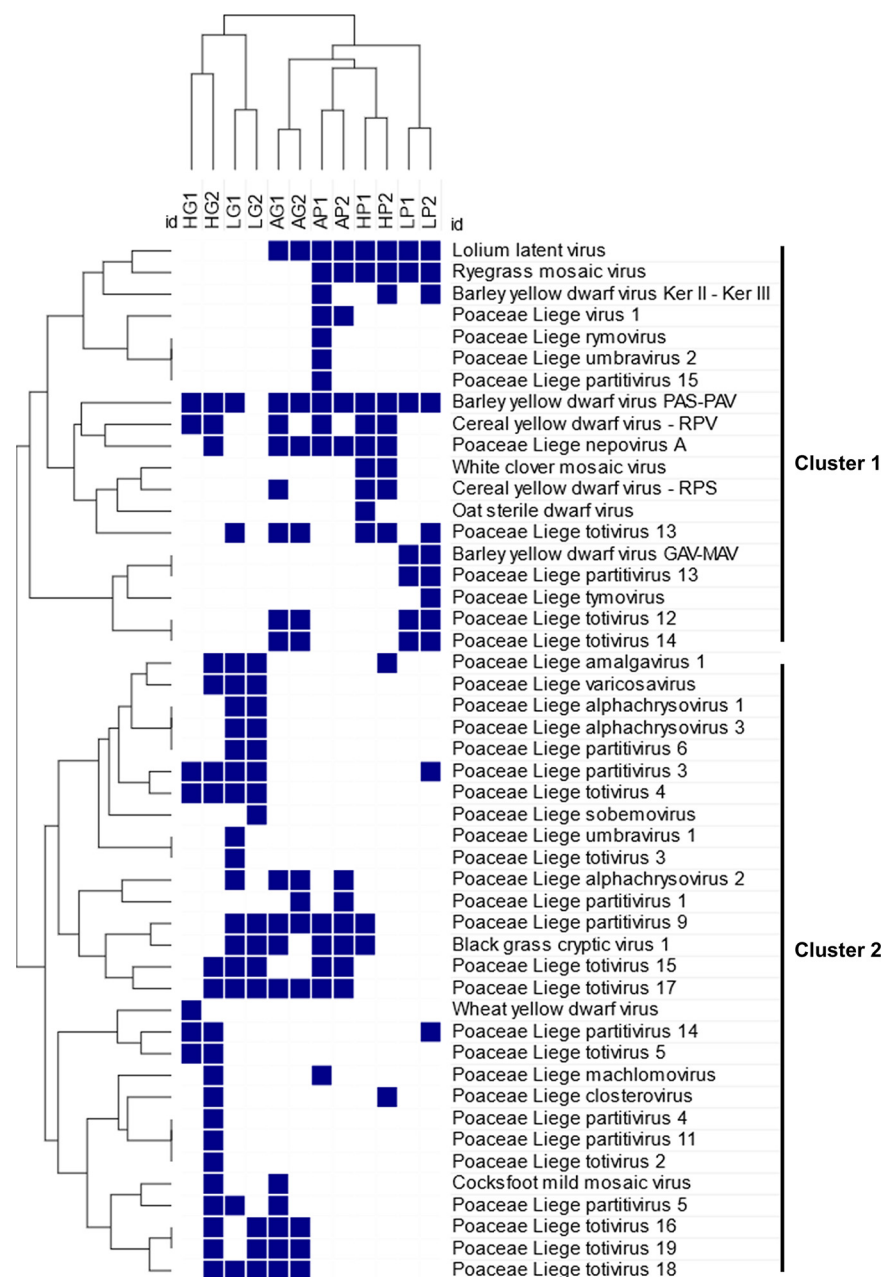 id HG1 HG2 LG1 LG2 AG1 AG2 AP1 AP2 HP1 HP2 LP1 LP2 id
Lolium latent virus
Ryegrass mosaic virus
Barley yellow dwarf virus Ker II - Ker III
Poaceae Liege virus 1
Poaceae Liege rymovirus
Poaceae Liege umbravirus 2
Poaceae Liege partitivirus 15
Barley yellow dwarf virus PAS-PAV
Cereal yellow dwarf virus - RPV
Poaceae Liege nepovirus A
White clover mosaic virus
Cluster 1
Cereal yellow dwarf virus - RPS
Oat sterile dwarf virus
Poaceae Liege totivirus 13
Barley yellow dwarf virus GAV-MAV
Poaceae Liege partitivirus 13
Poaceae Liege tymovirus
Poaceae Liege totivirus 12
Poaceae Liege totivirus 14
Poaceae Liege amalgavirus 1
Poaceae Liege varicosavirus
Poaceae Liege alphachrysovirus 1
Poaceae Liege alphachrysovirus 3
Poaceae Liege partitivirus 6
Poaceae Liege partitivirus 3
Poaceae Liege totivirus 4
Poaceae Liege sobemovirus
Poaceae Liege umbravirus 1
Poaceae Liege totivirus 3
Poaceae Liege alphachrysovirus 2
Poaceae Liege partitivirus 1
Poaceae Liege partitivirus 9
Black grass cryptic virus 1
Cluster 2
Poaceae Liege totivirus 15
Poaceae Liege totivirus 17
Wheat yellow dwarf virus
Poaceae Liege partitivirus 14
Poaceae Liege totivirus 5
Poaceae Liege machlomovirus
Poaceae Liege closterovirus
Poaceae Liege partitivirus 4
Poaceae Liege partitivirus 11
Poaceae Liege totivirus 2
Cocksfoot mild mosaic virus
Poaceae Liege partitivirus 5
Poaceae Liege totivirus 16
Poaceae Liege totivirus 19
Poaceae Liege totivirus 18